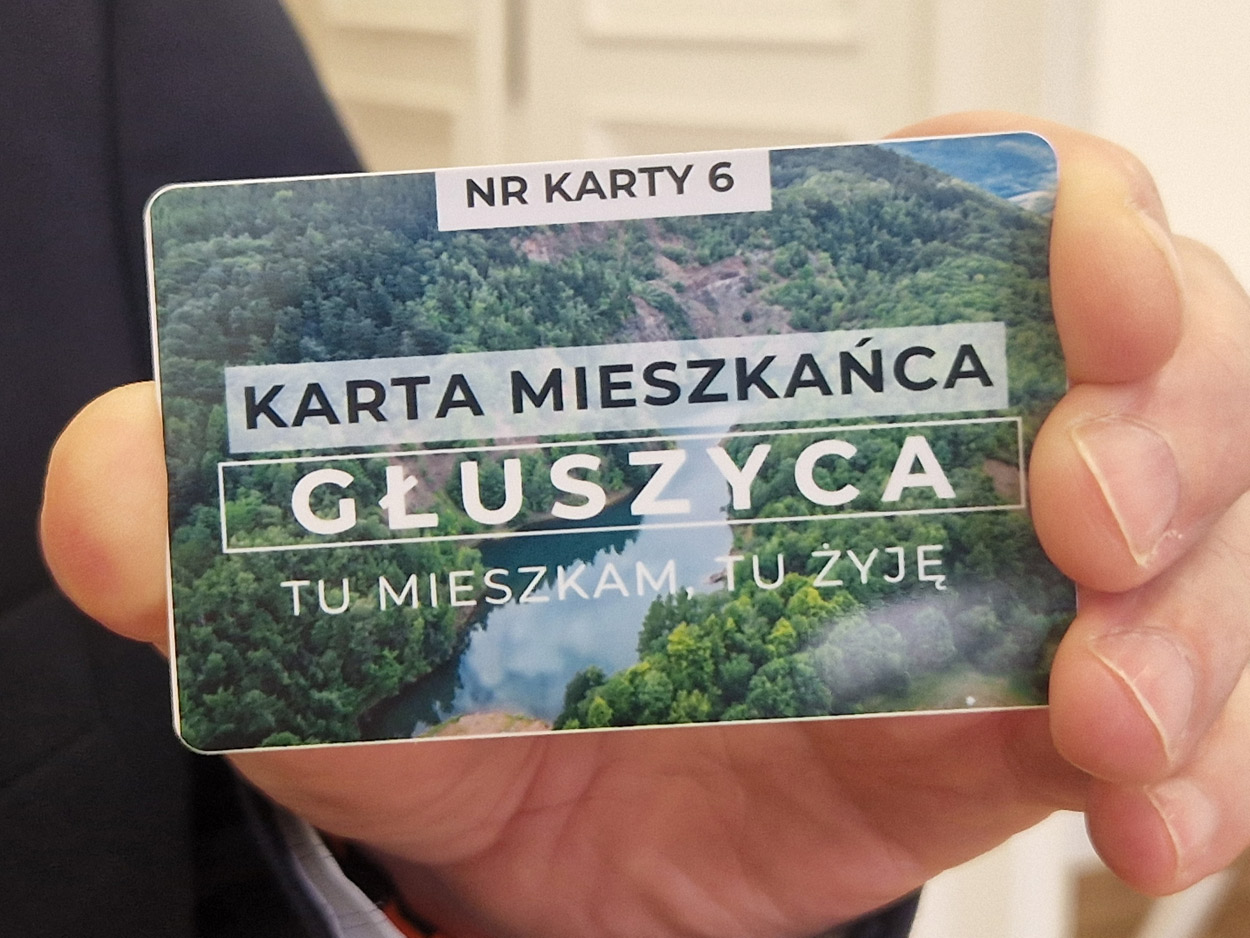 NR KARTY 6
KARTA MIESZKAŃCA
GŁUSZYCA
TU MIESZKAM, TU ŻYJĘ